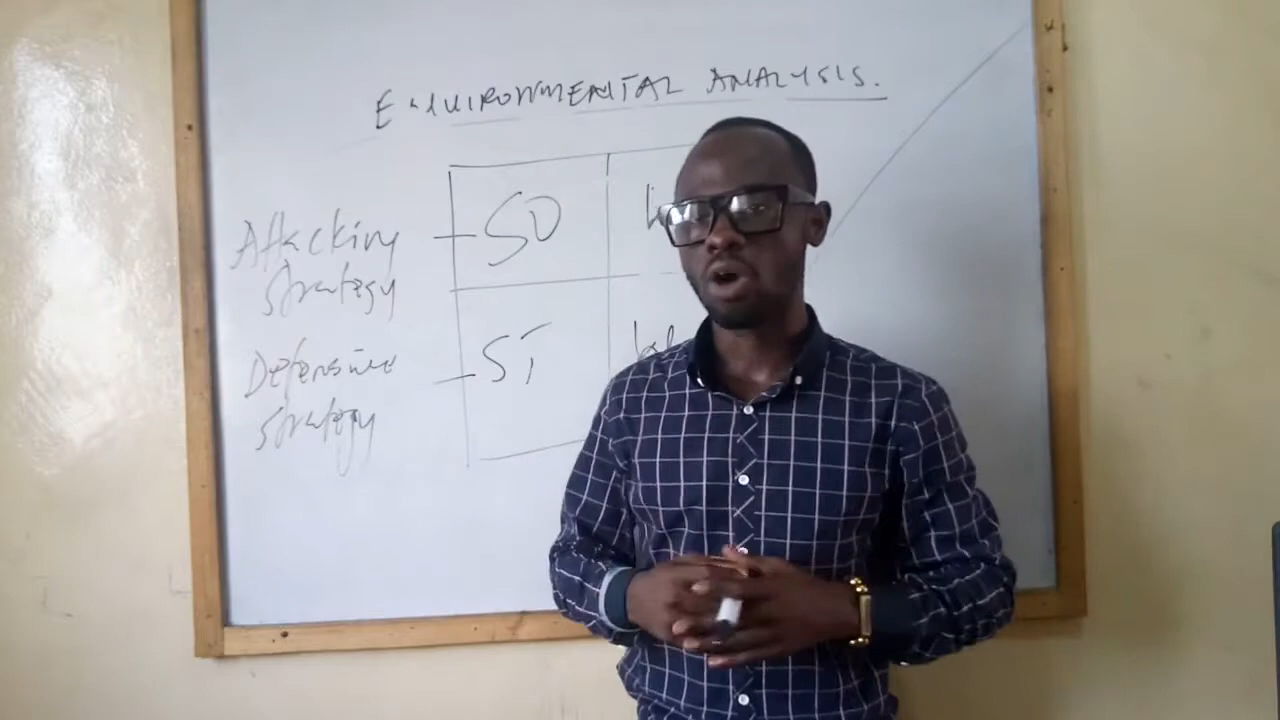 ENVIRONMENTAL ANALYSIS.
Attacking
strategy
SO
Defensive
strategy
ST